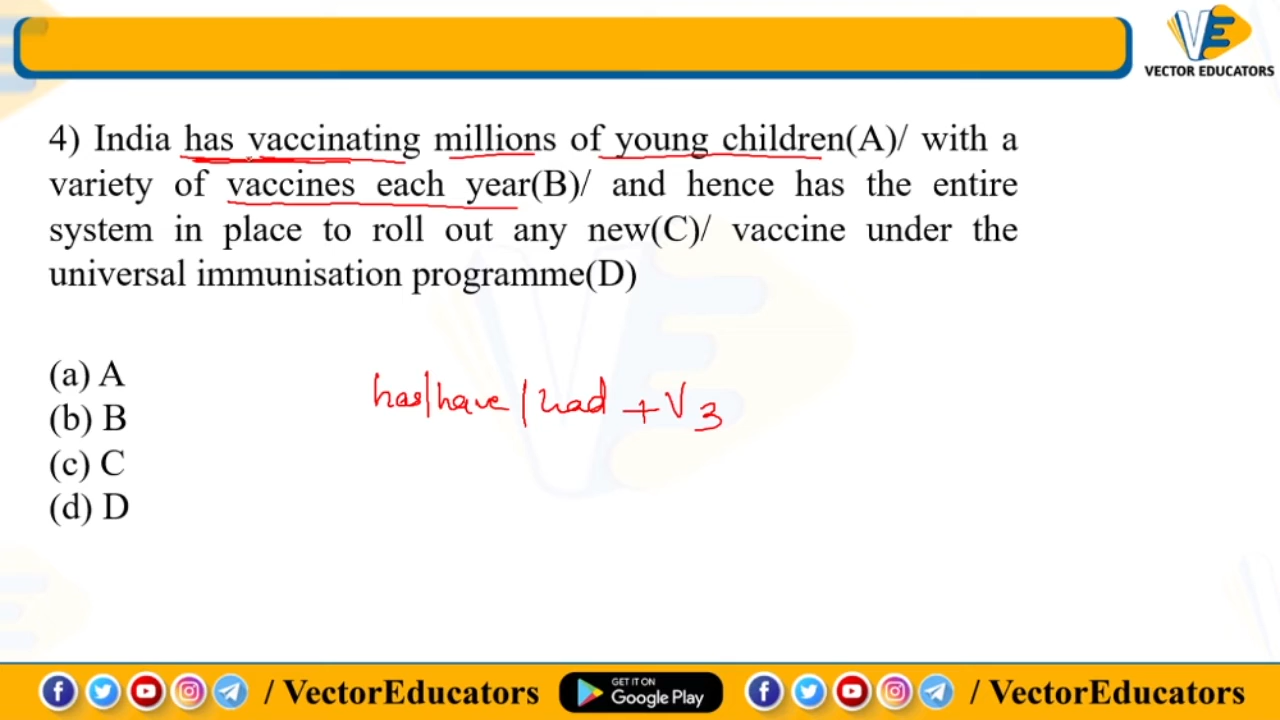 VECTOR EDUCATORS
4) India has vaccinating millions of young children(A)/ with a
variety of vaccines each year(B)/ and hence has the entire
system in place to roll out any new(C)/ vaccine under the
universal immunisation programme(D)
(a) A
(b) B
(c) C
(d) D
has/have/had + V3
/ VectorEducators
GET IT ON
Google Play
/ VectorEducators